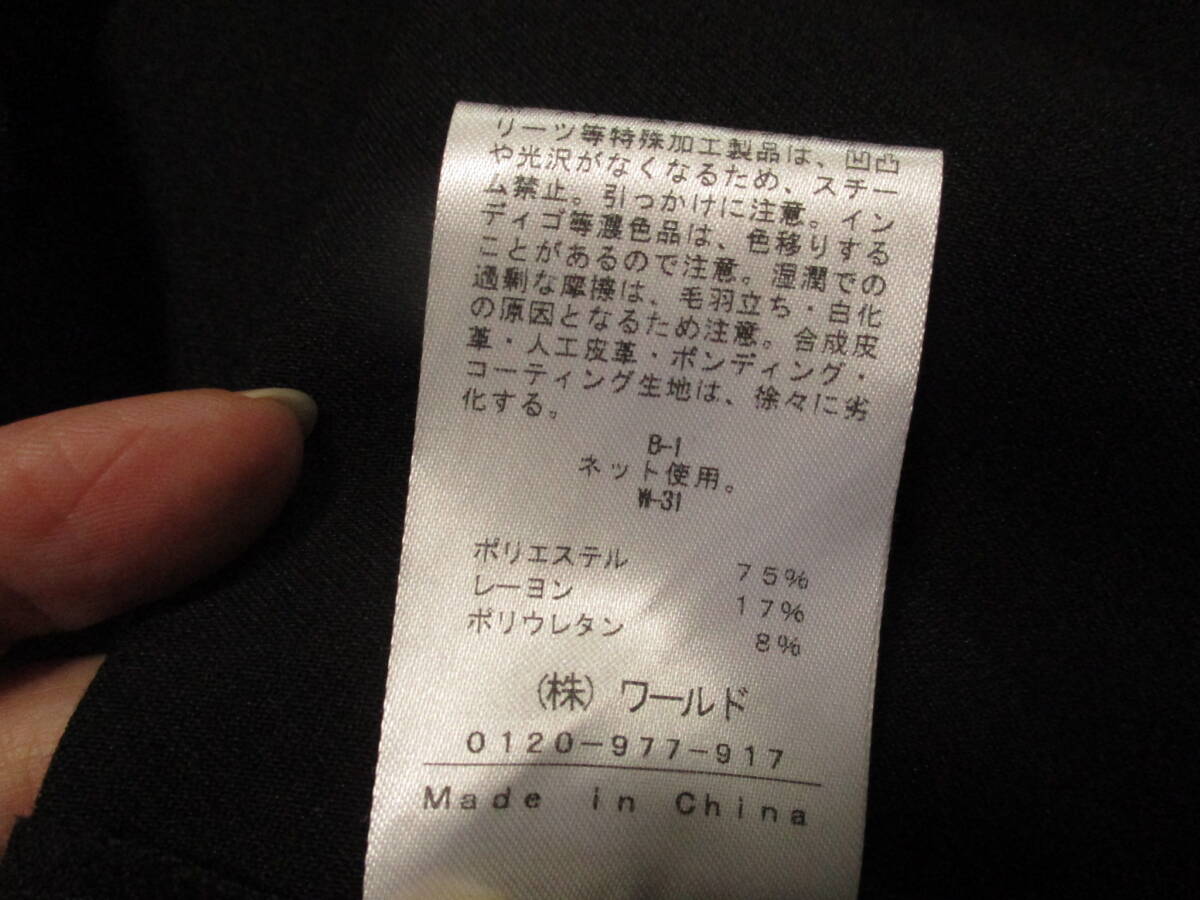 リーツ等特殊加工製品は、凹凸
や光沢がなくなるため、スチー
ム禁止。引っかけに注意。イン
ディゴ等濃色品は、色移りする
ことがあるので注意。湿潤での
過剰な摩擦は、毛羽立ち・白化
の原因となるため注意。合成皮
革・人工皮革・ボンディング・
コーティング生地は、徐々に劣
化する。
B-1
ネット使用。
W-31
ポリエステル 75%
レーヨン 17%
ポリウレタン 8%
(株)ワールド
0120-977-917
Made in China